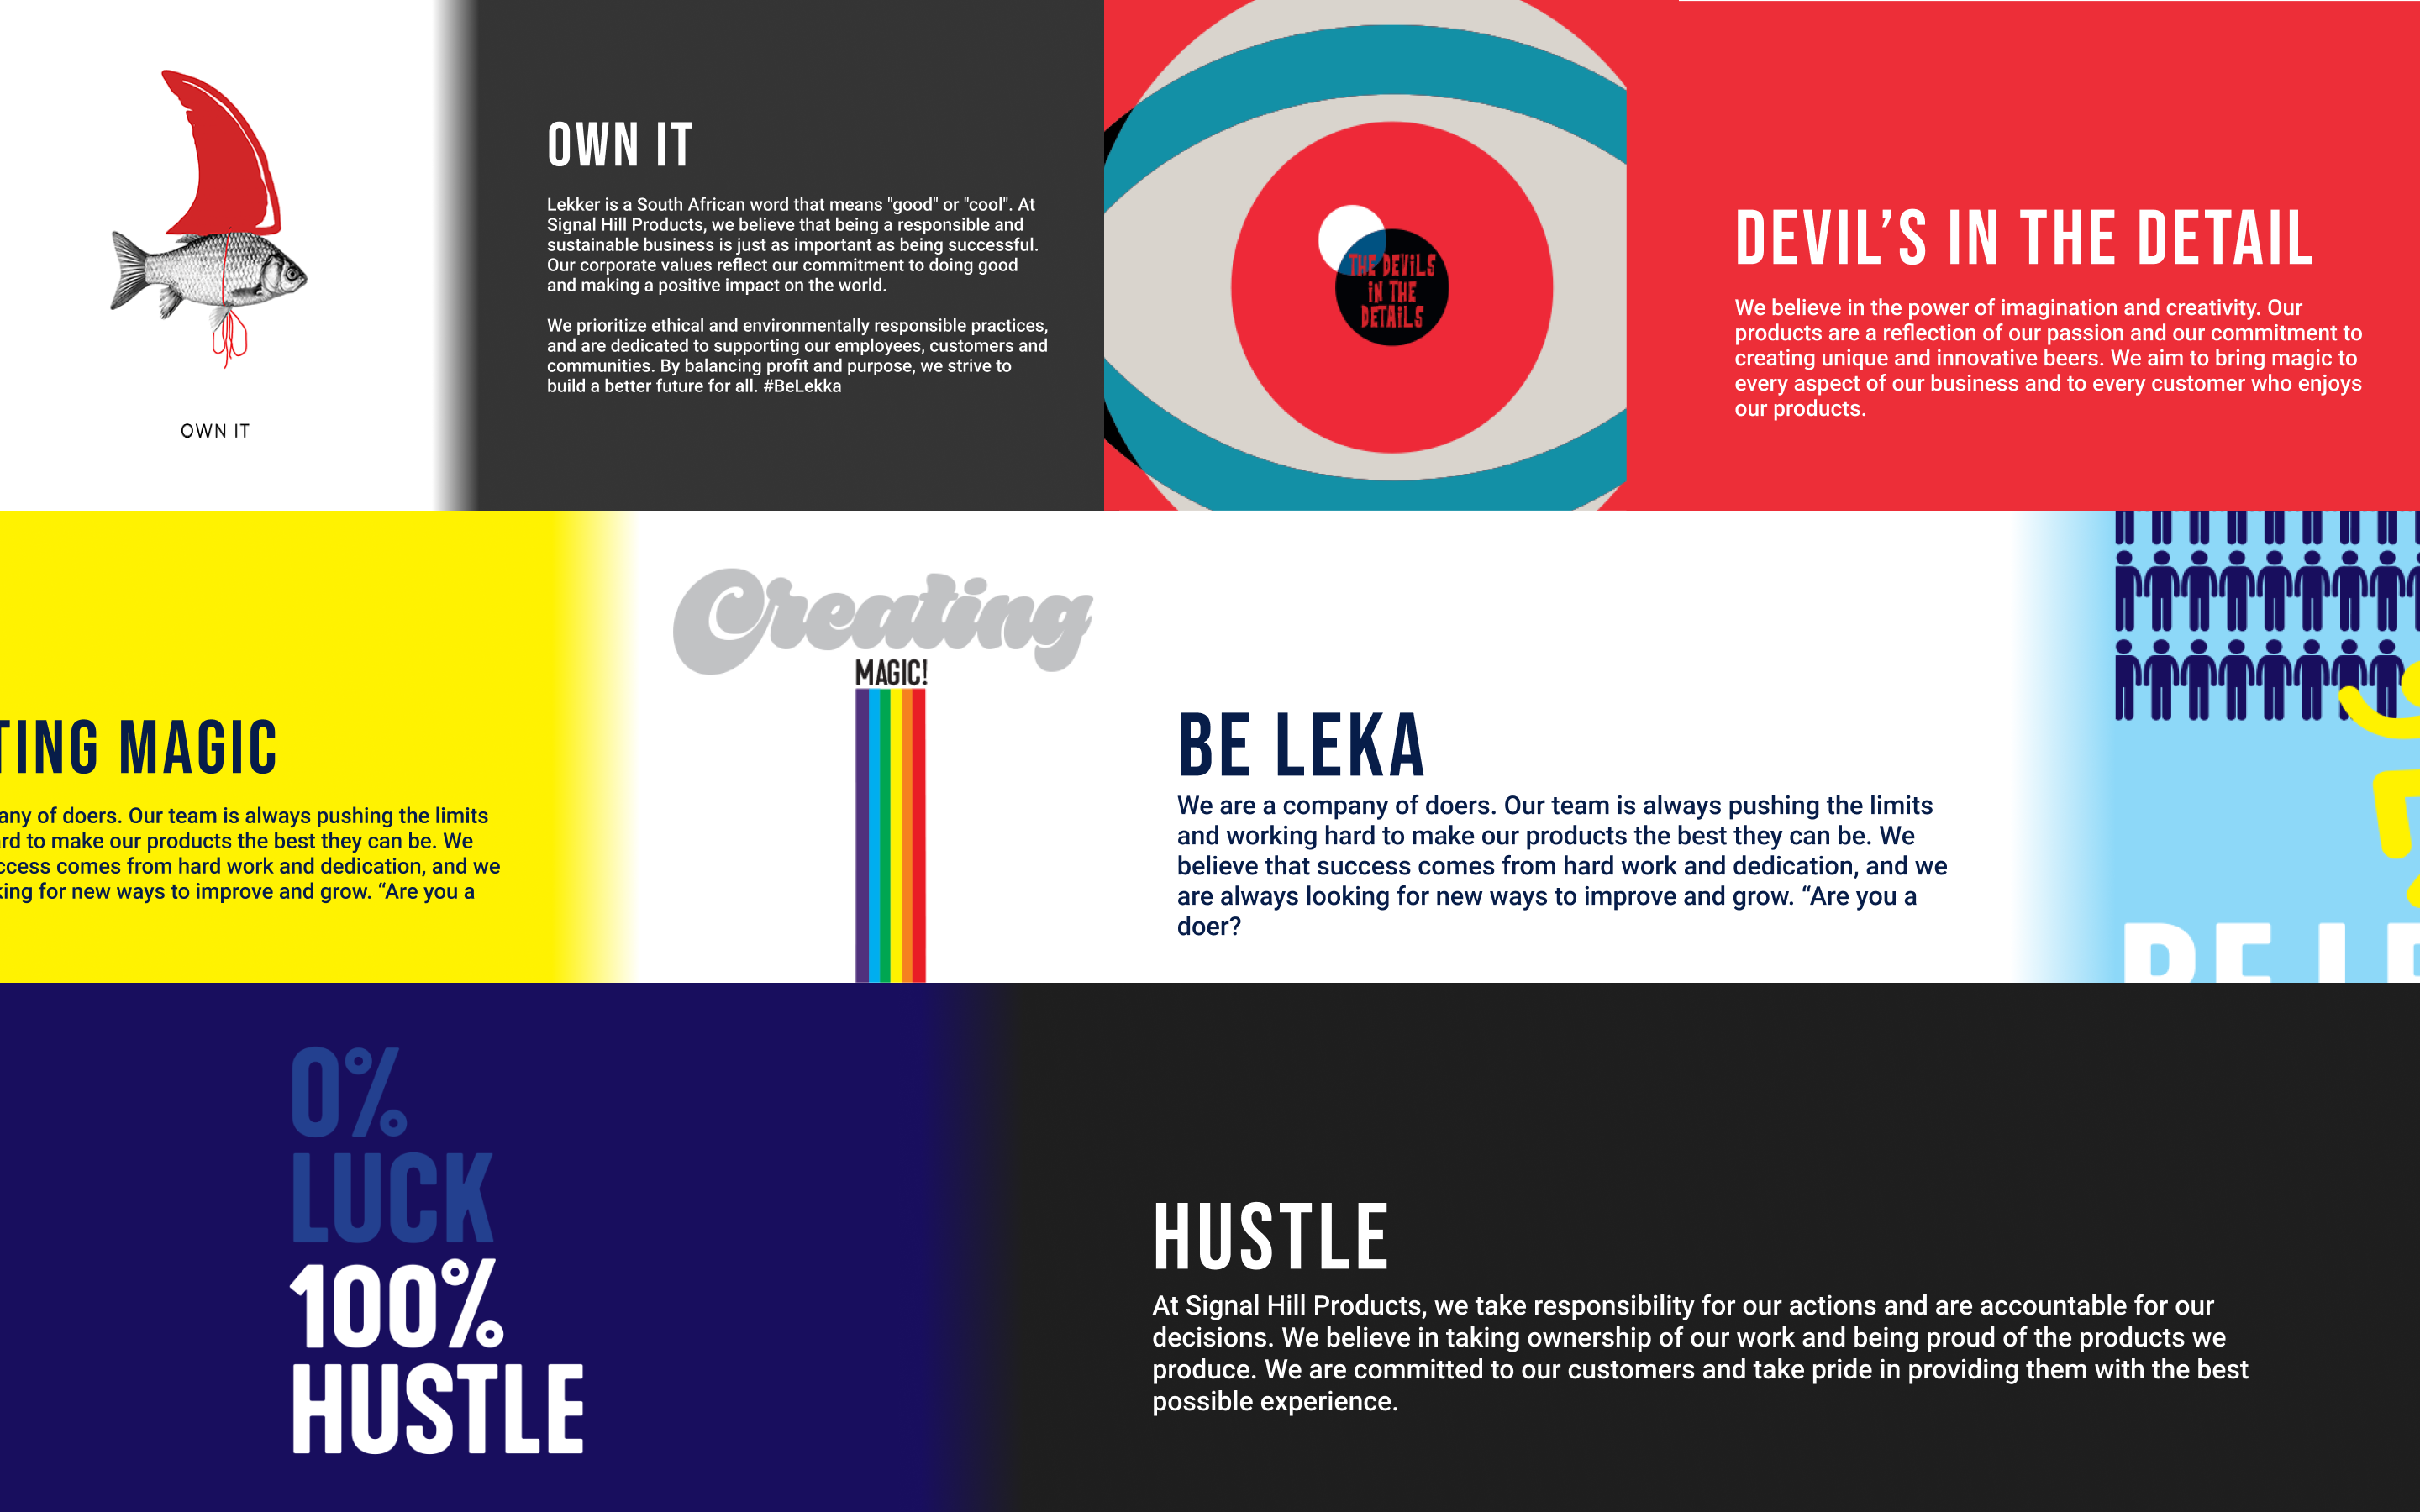 OWN IT
OWN IT
Lekker is a South African word that means "good" or "cool". At
Signal Hill Products, we believe that being a responsible and
sustainable business is just as important as being successful.
Our corporate values reflect our commitment to doing good
and making a positive impact on the world.
We prioritize ethical and environmentally responsible practices,
and are dedicated to supporting our employees, customers and
communities. By balancing profit and purpose, we strive to
build a better future for all. #BeLekka
THE DEVILS
IN THE
DETAILS
DEVIL’S IN THE DETAIL
We believe in the power of imagination and creativity. Our
products are a reflection of our passion and our commitment to
creating unique and innovative beers. We aim to bring magic to
every aspect of our business and to every customer who enjoys
our products.
TING MAGIC
any of doers. Our team is always pushing the limits
rd to make our products the best they can be. We
ccess comes from hard work and dedication, and we
king for new ways to improve and grow. “Are you a
Creating
MAGIC!
BE LEKA
We are a company of doers. Our team is always pushing the limits
and working hard to make our products the best they can be. We
believe that success comes from hard work and dedication, and we
are always looking for new ways to improve and grow. “Are you a
doer?
BE LE
0%
LUCK
100%
HUSTLE
HUSTLE
At Signal Hill Products, we take responsibility for our actions and are accountable for our
decisions. We believe in taking ownership of our work and being proud of the products we
produce. We are committed to our customers and take pride in providing them with the best
possible experience.